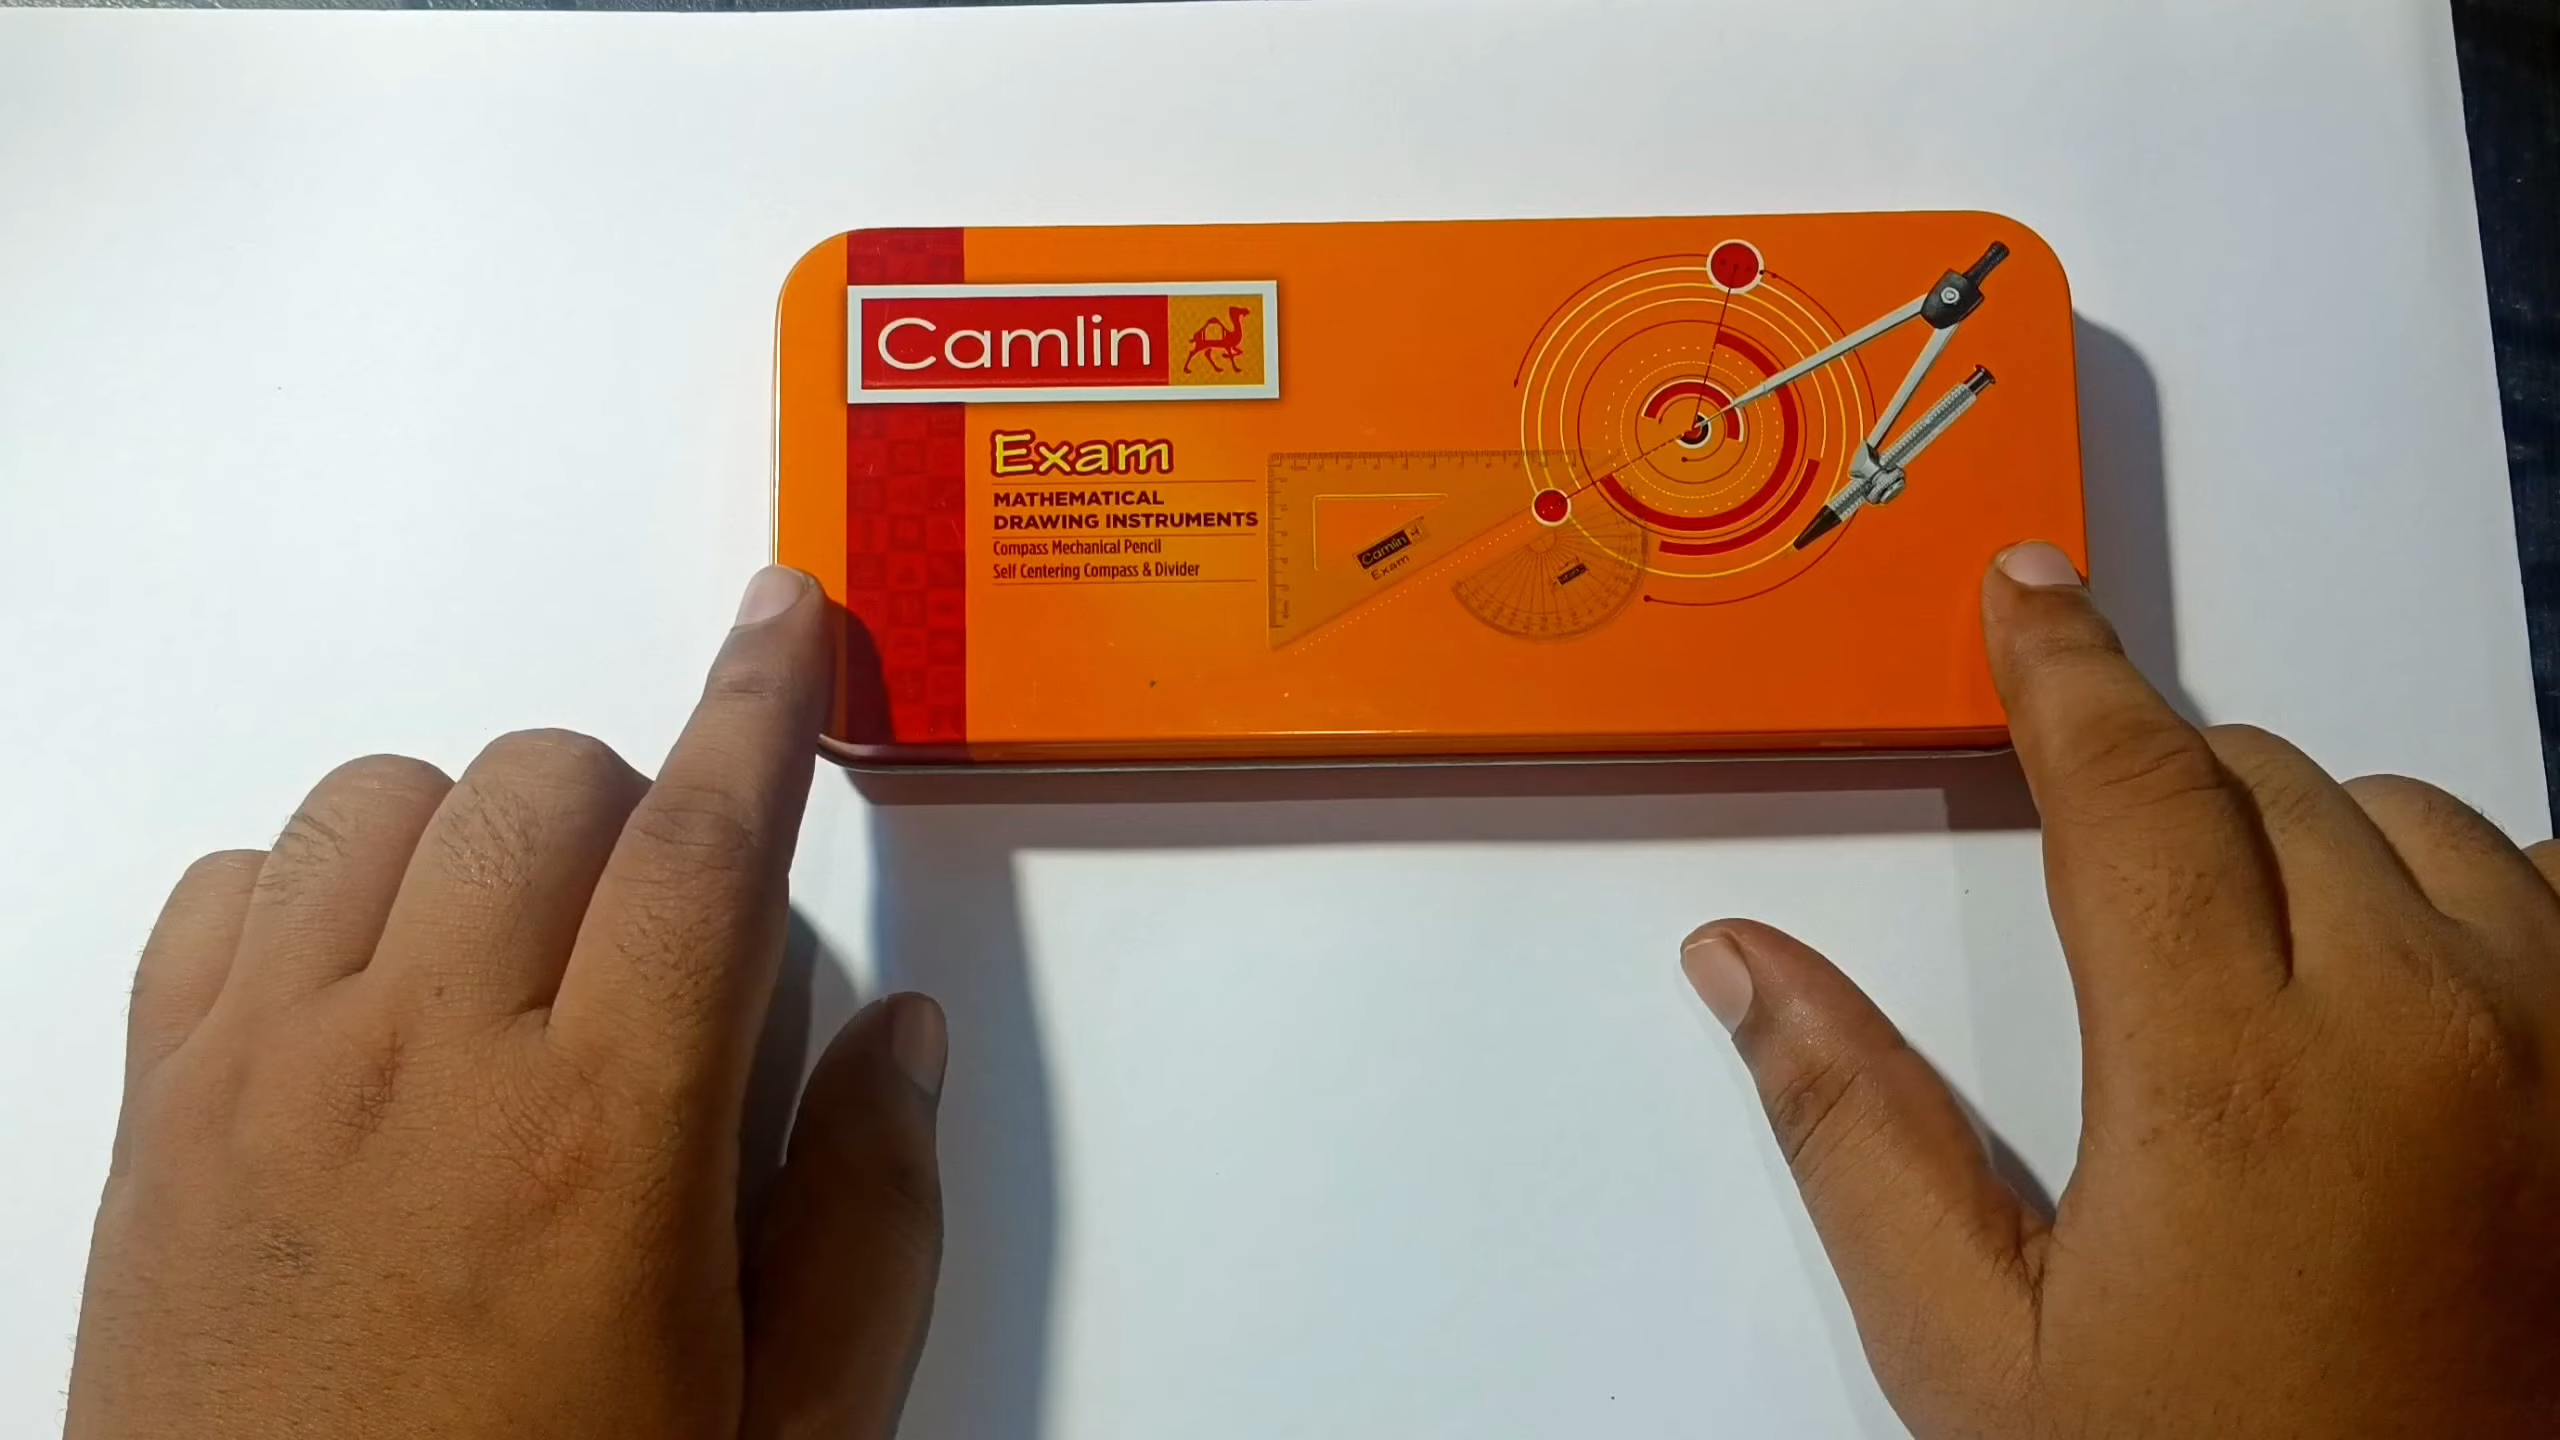 Camlin
Exam
MATHEMATICAL
DRAWING INSTRUMENTS
Compass Mechanical Pencil
Self Centering Compass & Divider
Camlin
Exam